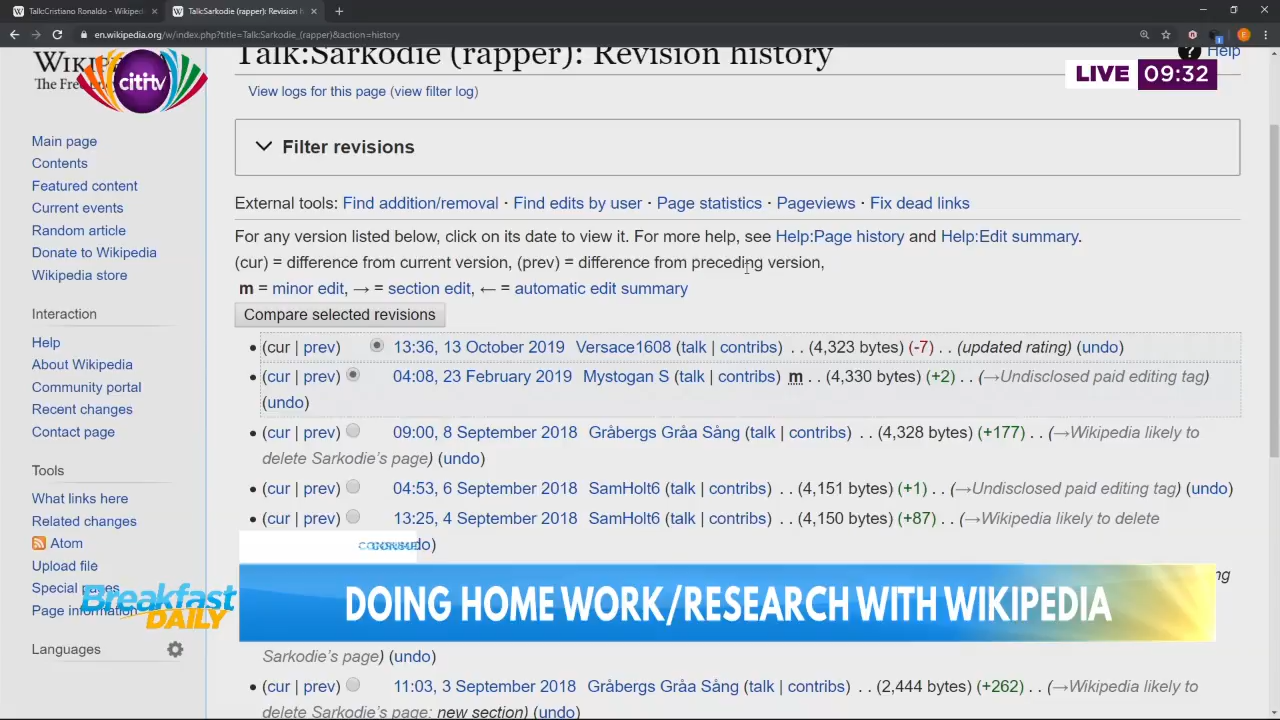 Talk:Cristiano Ronaldo - Wikiped
Talk:Sarkodie (rapper): Revision h
en.wikipedia.org/w/index.php?title=Talk:Sarkodie_(rapper)&action=history
The Fre
citi tv
Talk:Sarkodie (rapper): Revision history
Help
LIVE 09:32
View logs for this page (view filter log)
Filter revisions
Main page
Contents
Featured content
Current events
Random article
Donate to Wikipedia
Wikipedia store
Interaction
Help
About Wikipedia
Community portal
Recent changes
Contact page
Tools
What links here
Related changes
Atom
Upload file
Special pages
Page information
Languages
External tools: Find addition/removal · Find edits by user · Page statistics · Pageviews · Fix dead links
For any version listed below, click on its date to view it. For more help, see Help:Page history and Help:Edit summary.
(cur) = difference from current version, (prev) = difference from preceding version,
m = minor edit, → = section edit, ← = automatic edit summary
Compare selected revisions
(cur | prev) 13:36, 13 October 2019 Versace1608 (talk | contribs) . . (4,323 bytes) (-7) . . (updated rating) (undo)
(cur | prev) 04:08, 23 February 2019 Mystogan S (talk | contribs) m . . (4,330 bytes) (+2) . . (→Undisclosed paid editing tag)
(undo)
(cur | prev) 09:00, 8 September 2018 Gråbergs Gråa Sång (talk | contribs) . . (4,328 bytes) (+177) . . (→Wikipedia likely to
delete Sarkodie's page) (undo)
(cur | prev) 04:53, 6 September 2018 SamHolt6 (talk | contribs) . . (4,151 bytes) (+1) . . (→Undisclosed paid editing tag) (undo)
(cur | prev) 13:25, 4 September 2018 SamHolt6 (talk | contribs) . . (4,150 bytes) (+87) . . (→Wikipedia likely to delete
do)
ng
Breakfast
DAILY
DOING HOME WORK/RESEARCH WITH WIKIPEDIA
Sarkodie's page) (undo)
(cur | prev) 11:03, 3 September 2018 Gråbergs Gråa Sång (talk | contribs) . . (2,444 bytes) (+262) . . (→Wikipedia likely to
delete Sarkodie's page: new section) (undo)